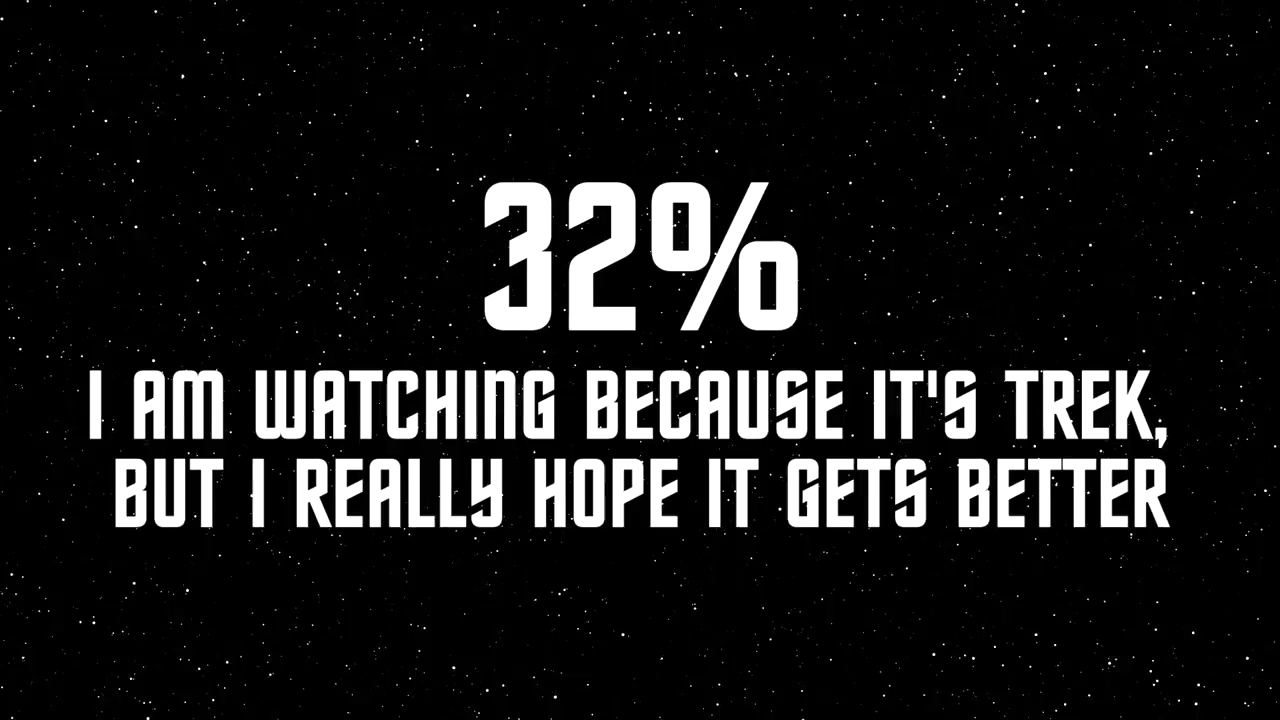 32%
I AM WATCHING BECAUSE IT'S TREK,
BUT I REALLY HOPE IT GETS BETTER